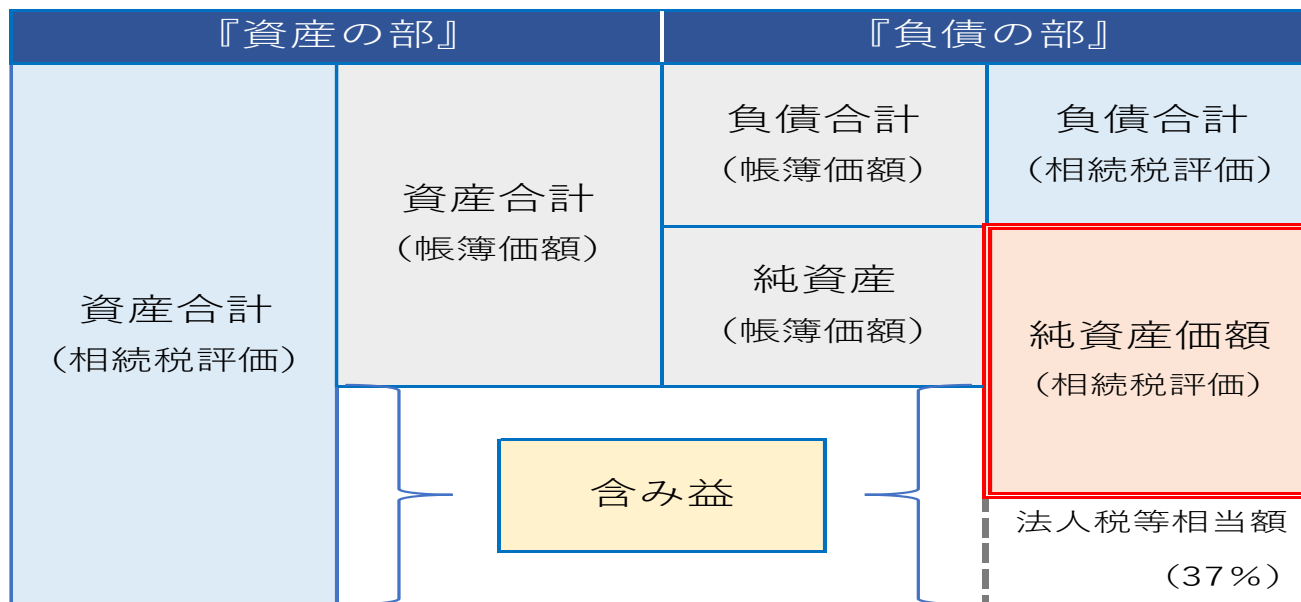 『資産の部』
『負債の部』
資産合計
（相続税評価）
資産合計
（帳簿価額）
負債合計
（帳簿価額）
純資産
（帳簿価額）
負債合計
（相続税評価）
純資産価額
（相続税評価）
含み益
法人税等相当額
（37％）